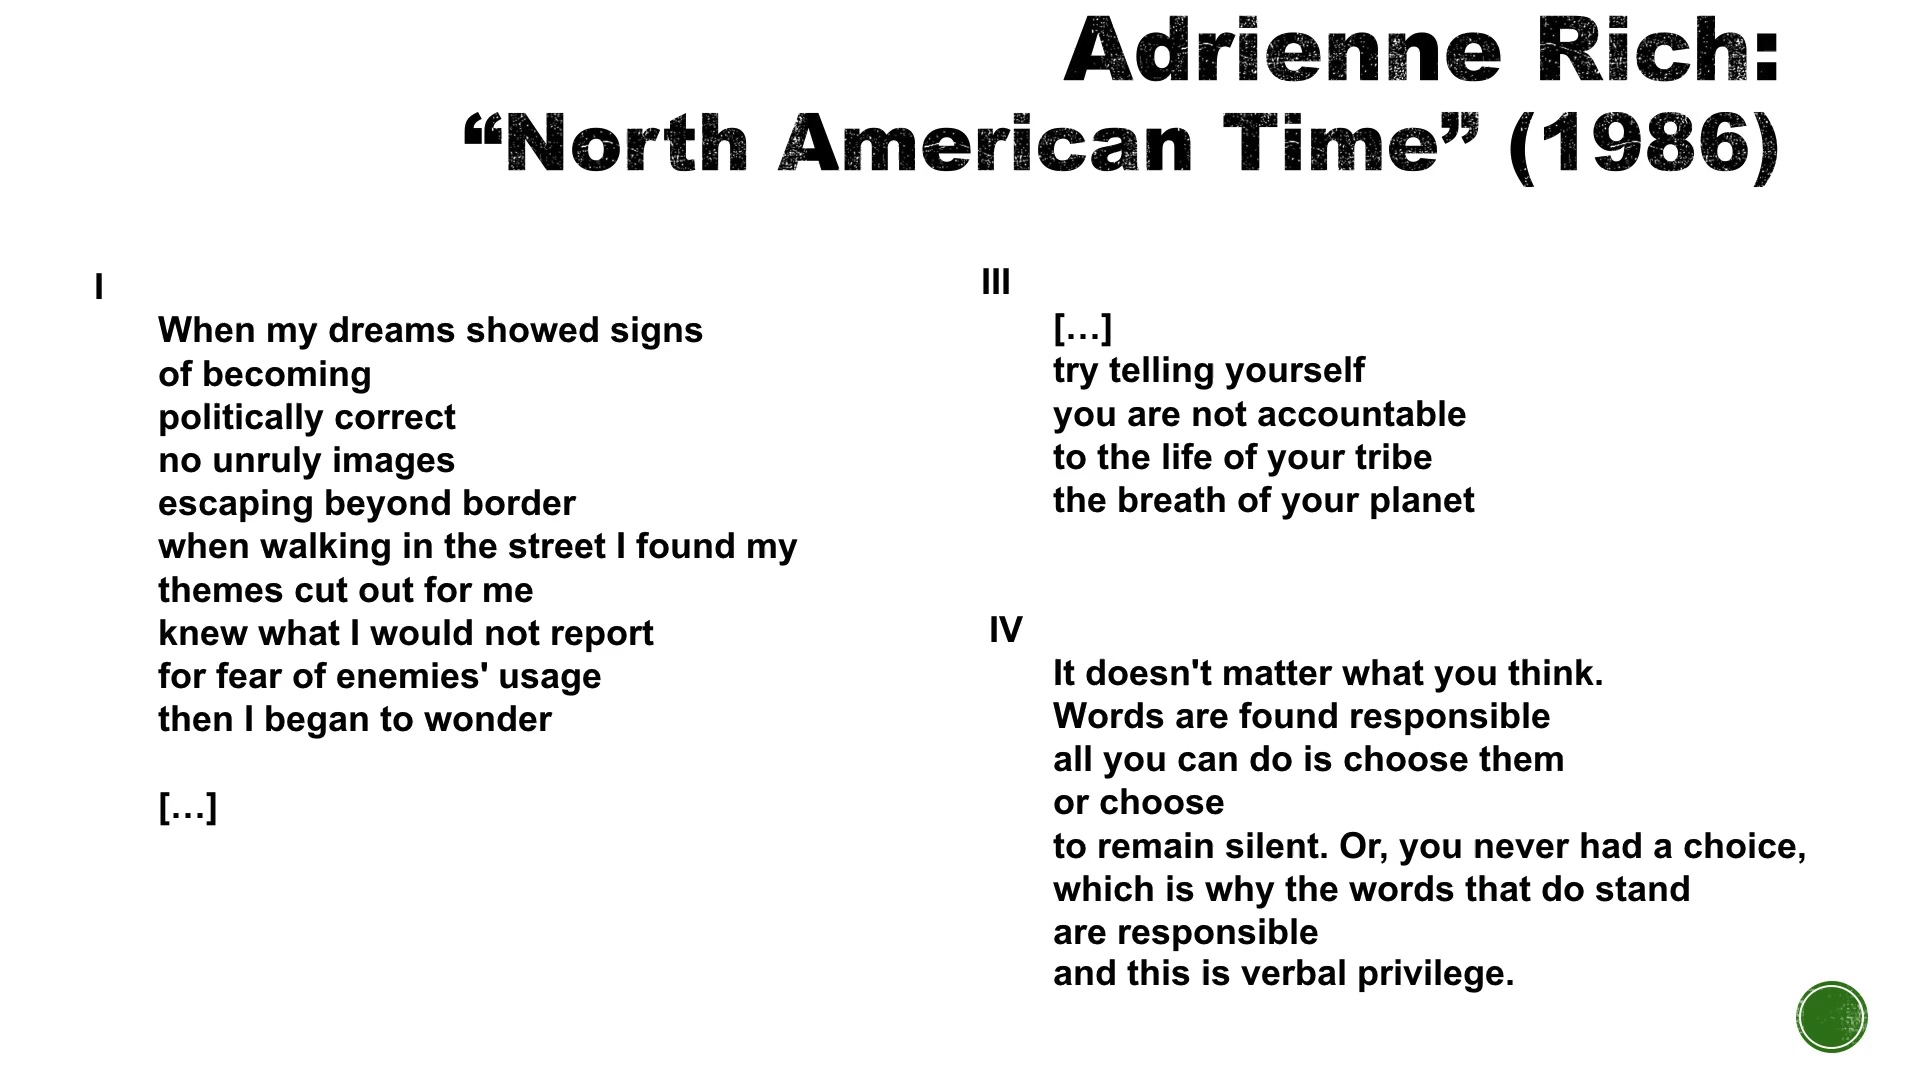 Adrienne Rich:
“North American Time” (1986)
I
When my dreams showed signs
of becoming
politically correct
no unruly images
escaping beyond border
when walking in the street I found my
themes cut out for me
knew what I would not report
for fear of enemies' usage
then I began to wonder
[…]
III
[…]
try telling yourself
you are not accountable
to the life of your tribe
the breath of your planet
IV
It doesn't matter what you think.
Words are found responsible
all you can do is choose them
or choose
to remain silent. Or, you never had a choice,
which is why the words that do stand
are responsible
and this is verbal privilege.